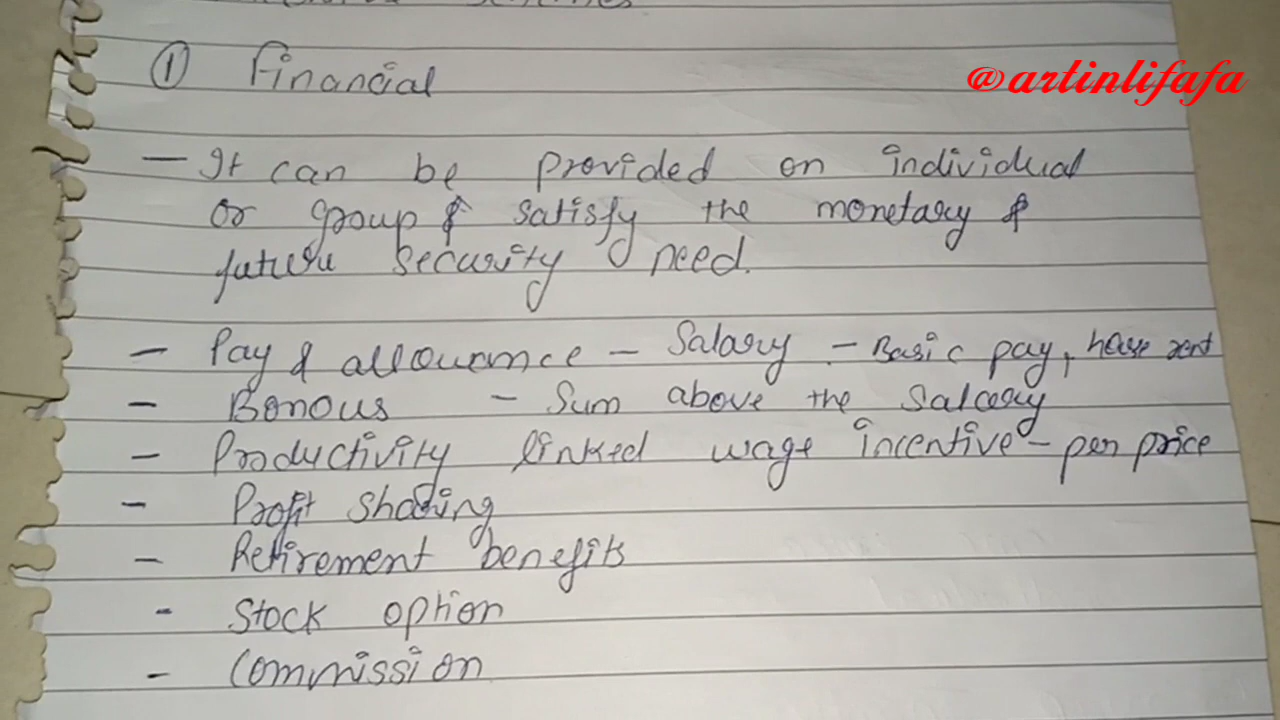 ① Financial
@artinlifafa
— It can be provided on individual
or group & satisfy the monetary &
future security need.
— Pay & allowance — Salary — Basic pay, house rent
— Bonous — Sum above the Salary
— Productivity linked wage incentive — per price
— Profit sharing
— Retirement benefits
- Stock option
— Commission